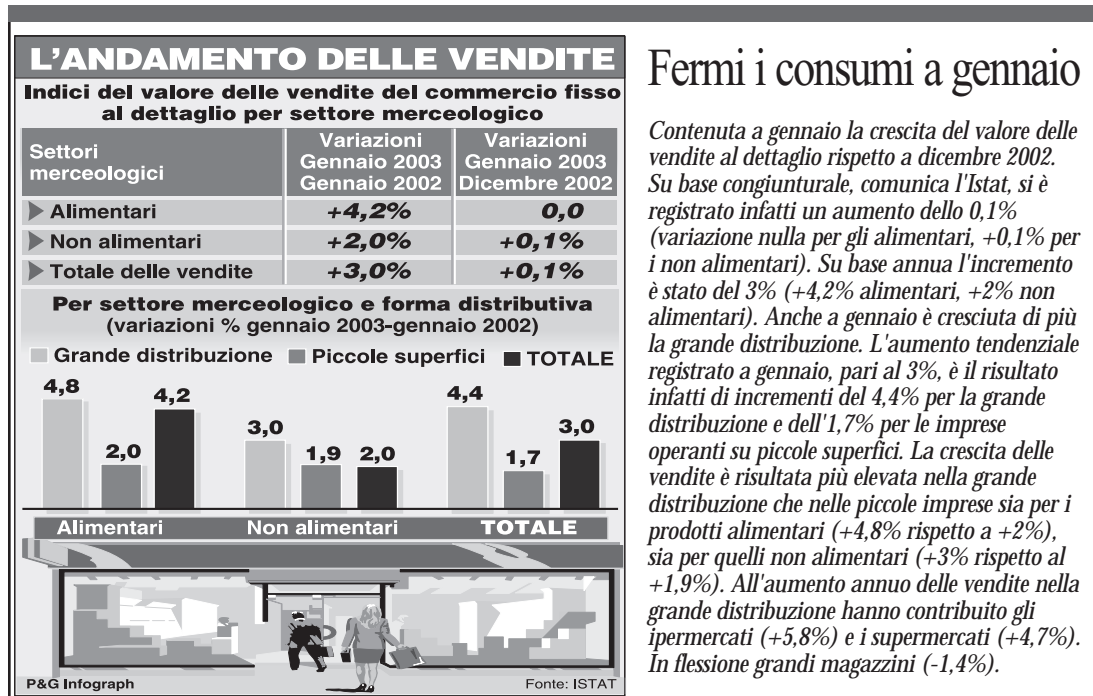 L'ANDAMENTO DELLE VENDITE
Indici del valore delle vendite del commercio fisso
al dettaglio per settore merceologico
Settori
merceologici
Variazioni
Gennaio 2003
Gennaio 2002
Variazioni
Gennaio 2003
Dicembre 2002
Alimentari +4,2% 0,0
Non alimentari +2,0% +0,1%
Totale delle vendite +3,0% +0,1%
Per settore merceologico e forma distributiva
(variazioni % gennaio 2003-gennaio 2002)
Grande distribuzione Piccole superfici TOTALE
4,8 2,0 4,2
3,0 1,9 2,0
4,4 1,7 3,0
Alimentari Non alimentari TOTALE
P&G Infograph Fonte: ISTAT
Fermi i consumi a gennaio
Contenuta a gennaio la crescita del valore delle
vendite al dettaglio rispetto a dicembre 2002.
Su base congiunturale, comunica l'Istat, si è
registrato infatti un aumento dello 0,1%
(variazione nulla per gli alimentari, +0,1% per
i non alimentari). Su base annua l'incremento
è stato del 3% (+4,2% alimentari, +2% non
alimentari). Anche a gennaio è cresciuta di più
la grande distribuzione. L'aumento tendenziale
registrato a gennaio, pari al 3%, è il risultato
infatti di incrementi del 4,4% per la grande
distribuzione e dell'1,7% per le imprese
operanti su piccole superfici. La crescita delle
vendite è risultata più elevata nella grande
distribuzione che nelle piccole imprese sia per i
prodotti alimentari (+4,8% rispetto a +2%),
sia per quelli non alimentari (+3% rispetto al
+1,9%). All'aumento annuo delle vendite nella
grande distribuzione hanno contribuito gli
ipermercati (+5,8%) e i supermercati (+4,7%).
In flessione grandi magazzini (-1,4%).